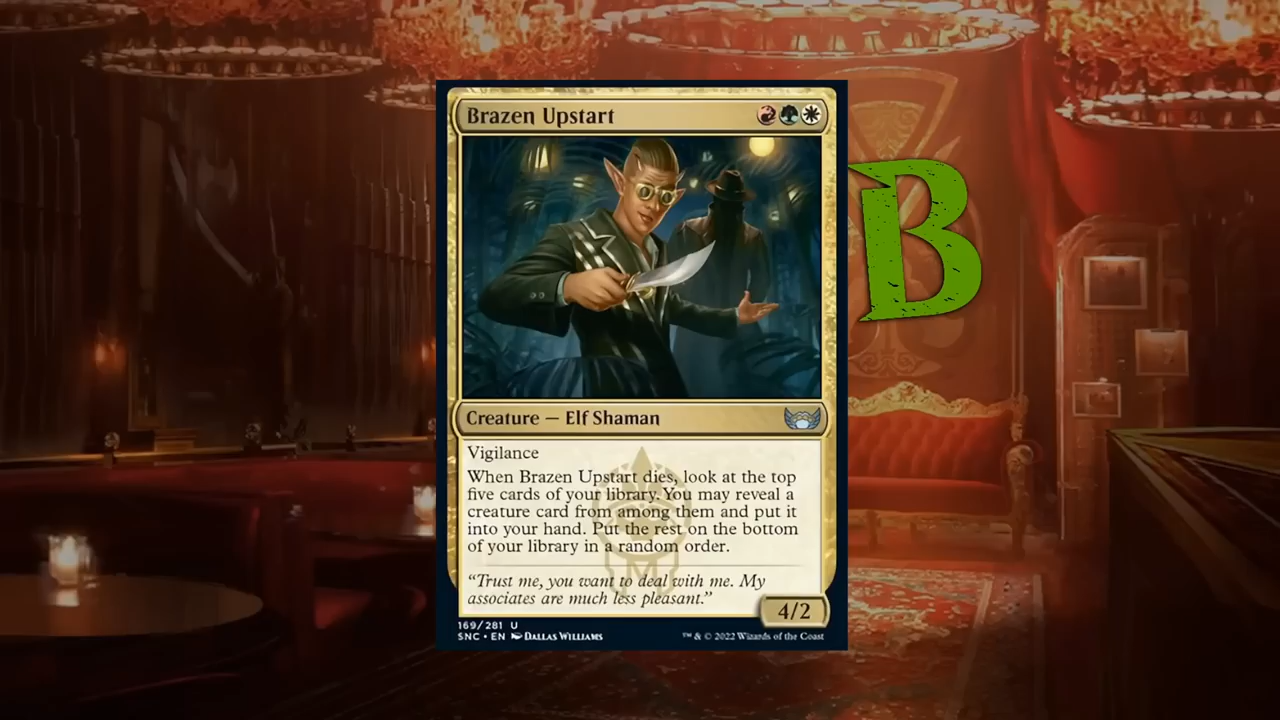 Brazen Upstart
B
Creature — Elf Shaman
Vigilance
When Brazen Upstart dies, look at the top
five cards of your library. You may reveal a
creature card from among them and put it
into your hand. Put the rest on the bottom
of your library in a random order.
“Trust me, you want to deal with me. My
associates are much less pleasant.”
4/2
169/281 U
SNC • EN DALLAS WILLIAMS
™ & © 2022 Wizards of the Coast